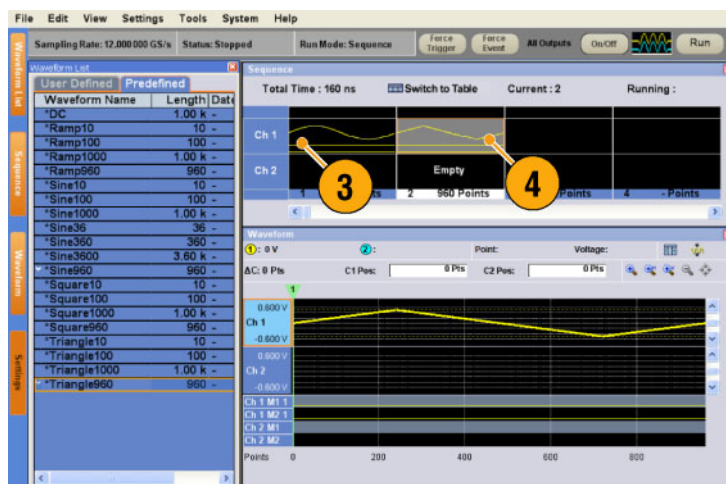 File Edit View Settings Tools System Help
Sampling Rate: 12.000 000 GS/s Status: Stopped Run Mode: Sequence Force Trigger Force Event All Outputs On/Off Run
Waveform List
Sequence
Waveform
Settings
Waveform List
User Defined Predefined
Waveform Name Length Date
*DC 1.00 k -
*Ramp10 10 -
*Ramp100 100 -
*Ramp1000 1.00 k -
*Ramp960 960 -
*Sine10 10 -
*Sine100 100 -
*Sine1000 1.00 k -
*Sine36 36 -
*Sine360 360 -
*Sine3600 3.60 k -
*Sine960 960 -
*Square10 10 -
*Square100 100 -
*Square1000 1.00 k -
*Square960 960 -
*Triangle10 10 -
*Triangle100 100 -
*Triangle1000 1.00 k -
*Triangle960 960 -
Sequence
Total Time : 160 ns Switch to Table Current : 2 Running :
Ch 1
3
4
Ch 2 Empty
1 2 960 Points Points 4 - Points
Waveform
1 : 0 V 2 : Point: Voltage:
ΔC: 0 Pts C1 Pos: 0 Pts C2 Pos: 0 Pts
1
0.600 V
Ch 1
-0.600 V
0.600 V
Ch 2
-0.600 V
Ch 1 M1 1
Ch 1 M2 1
Ch 2 M1
Ch 2 M2
Points 0 200 400 600 800